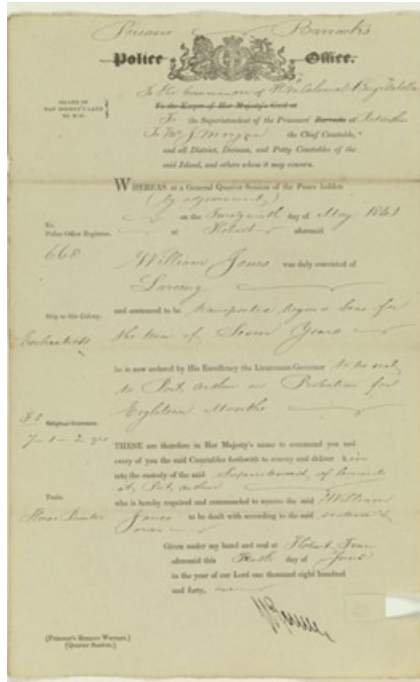 Prisoners Barracks
Police Office.
ISLAND OF
VAN DIEMEN'S LAND
TO WIT.
To the Commander of
To the Keeper of Her Majesty's Gaol at
To the Superintendent of the Prisoners' Barracks at
To Mr J. Morgan the Chief Constable,
and all District, Division, and Petty Constables of the
said Island, and others whom it may concern.
WHEREAS at a General Quarter Session of the Peace holden
(by adjournment)
on the day of May 1841
at Hobart aforesaid
No.
Police Office Register.
668
William Jones was duly convicted of
Larceny
Ship to this Colony.
and sentenced to be transported beyond Seas for
the term of Seven Years
he is now ordered by His Excellency the Lieutenant-Governor to be sent
to Port Arthur on Probation for
Eighteen Months
F.S.
Original Sentence.
THESE are therefore in Her Majesty's name to command you and
every of you the said Constables forthwith to convey and deliver him
into the custody of the said Superintendent of Convicts
at Port Arthur
Trade.
who is hereby required and commanded to receive the said William
House Painter
Jones to be dealt with according to the said sentence
Given under my hand and seal at Hobart Town
aforesaid this day of June
in the year of our Lord one thousand eight hundred
and forty, one
(Prisoner's Remove Warrant.)
(Quarter Session.)